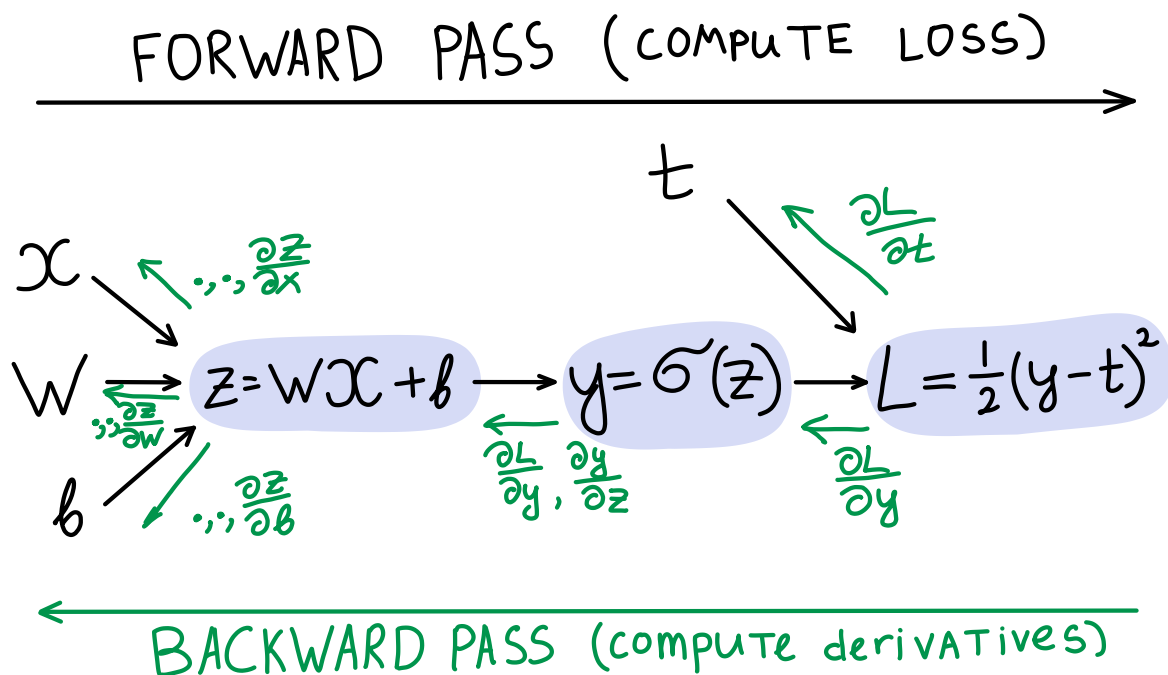 FORWARD PASS (COMPUTE LOSS)
t
∂L/∂t
x
.,.,∂z/∂x
W
z=Wx+b
y=σ(z)
L=1/2(y-t)²
.,.,∂z/∂W
∂L/∂y, ∂y/∂z
∂L/∂y
b
.,.,∂z/∂b
BACKWARD PASS (compuTe derivATives)